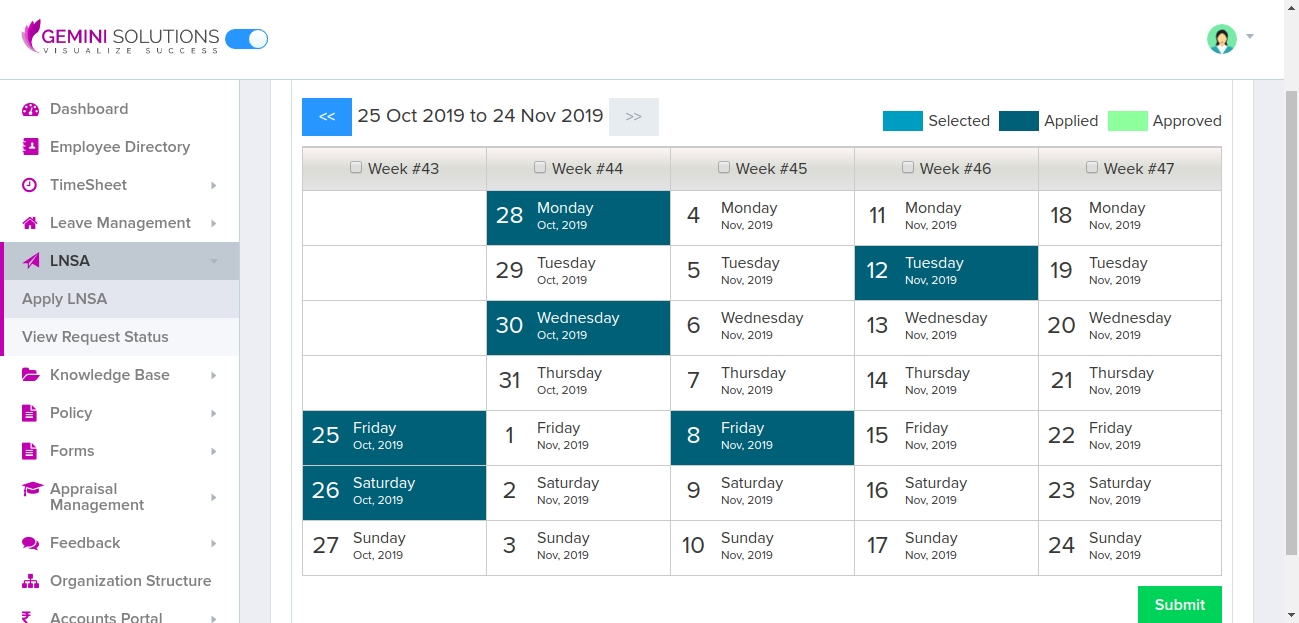 GEMINI SOLUTIONS
VISUALIZE SUCCESS
Dashboard
Employee Directory
TimeSheet
Leave Management
LNSA
Apply LNSA
View Request Status
Knowledge Base
Policy
Forms
Appraisal
Management
Feedback
Organization Structure
Accounts Portal
<< 25 Oct 2019 to 24 Nov 2019 >>
Selected Applied Approved
Week #43 Week #44 Week #45 Week #46 Week #47
28 Monday 4 Monday 11 Monday 18 Monday
Oct, 2019 Nov, 2019 Nov, 2019 Nov, 2019
29 Tuesday 5 Tuesday 12 Tuesday 19 Tuesday
Oct, 2019 Nov, 2019 Nov, 2019 Nov, 2019
30 Wednesday 6 Wednesday 13 Wednesday 20 Wednesday
Oct, 2019 Nov, 2019 Nov, 2019 Nov, 2019
31 Thursday 7 Thursday 14 Thursday 21 Thursday
Oct, 2019 Nov, 2019 Nov, 2019 Nov, 2019
25 Friday 1 Friday 8 Friday 15 Friday 22 Friday
Oct, 2019 Nov, 2019 Nov, 2019 Nov, 2019 Nov, 2019
26 Saturday 2 Saturday 9 Saturday 16 Saturday 23 Saturday
Oct, 2019 Nov, 2019 Nov, 2019 Nov, 2019 Nov, 2019
27 Sunday 3 Sunday 10 Sunday 17 Sunday 24 Sunday
Oct, 2019 Nov, 2019 Nov, 2019 Nov, 2019 Nov, 2019
Submit